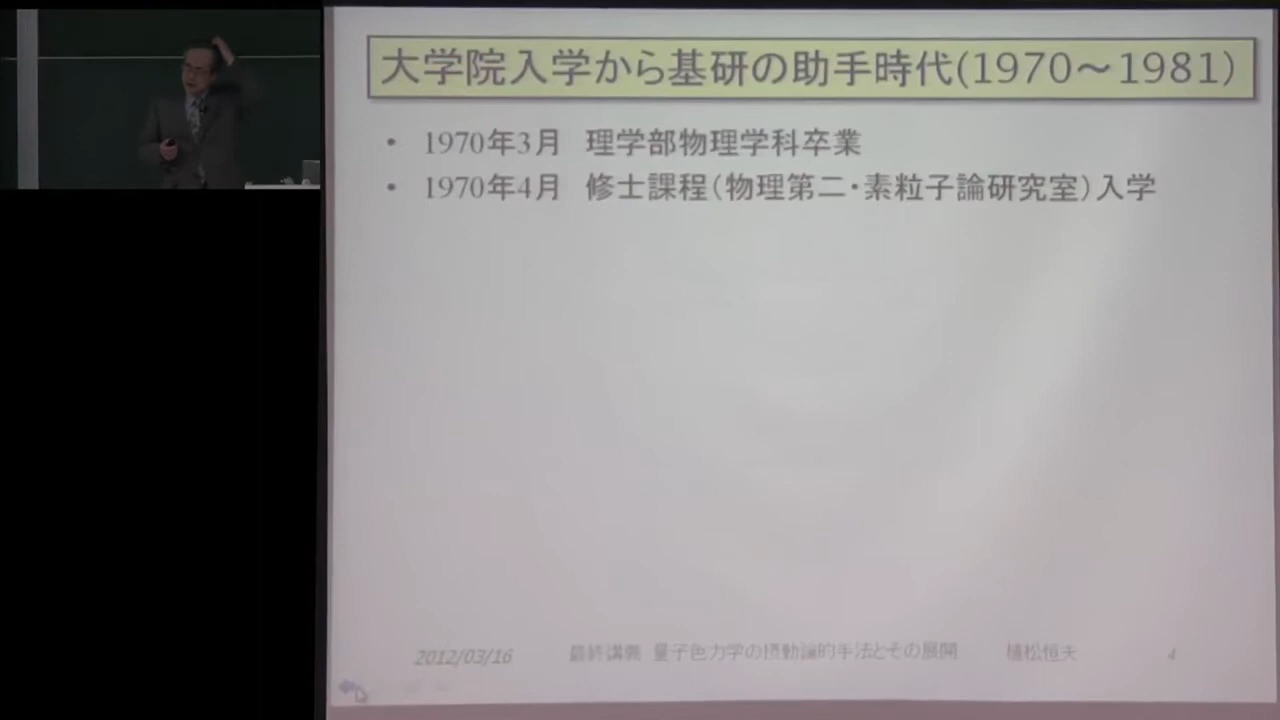 大学院入学から基研の助手時代(1970～1981)
• 1970年3月 理学部物理学科卒業
• 1970年4月 修士課程（物理第二・素粒子論研究室）入学
2012/03/16 最終講義 量子色力学の摂動論的手法とその展開 植松恒夫 4